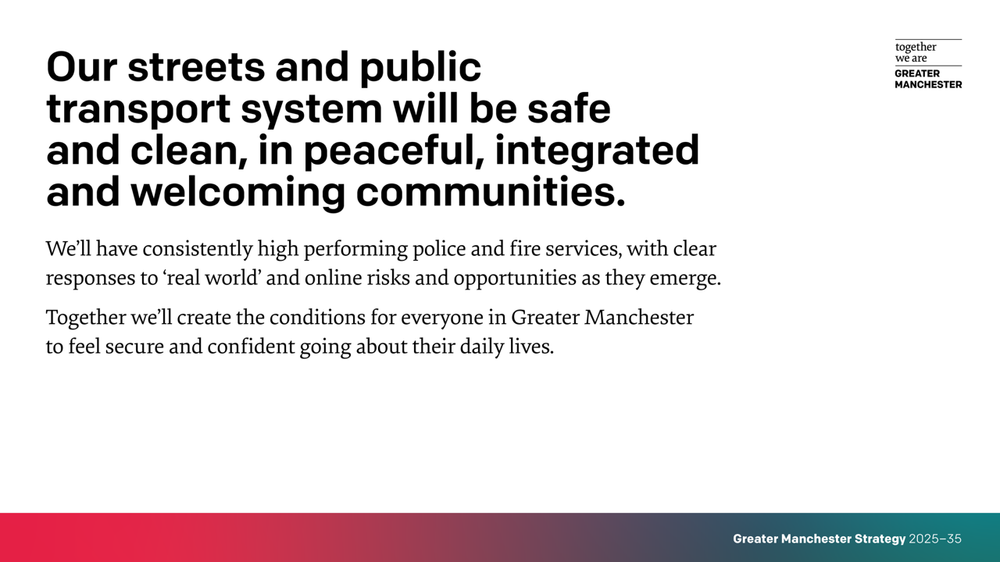 Our streets and public
transport system will be safe
and clean, in peaceful, integrated
and welcoming communities.
together
we are
GREATER
MANCHESTER
We’ll have consistently high performing police and fire services, with clear
responses to ‘real world’ and online risks and opportunities as they emerge.
Together we’ll create the conditions for everyone in Greater Manchester
to feel secure and confident going about their daily lives.
Greater Manchester Strategy 2025–35